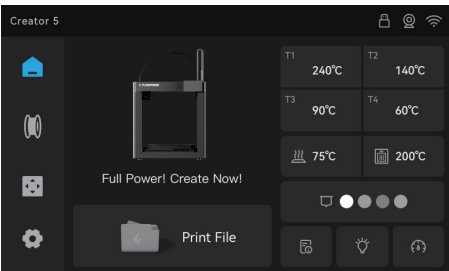 Creator 5
T1
240℃
T2
140℃
T3
90℃
T4
60℃
75℃
200℃
Full Power! Create Now!
Print File